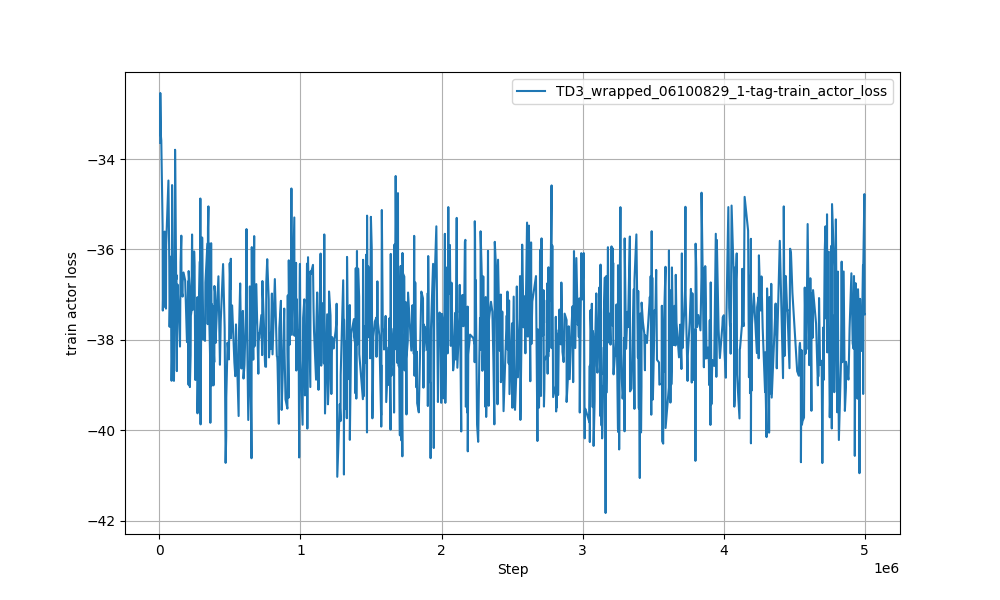 TD3_wrapped_06100829_1-tag-train_actor_loss
−34
−36
−38
−40
−42
train actor loss
0
1
2
3
4
5
1e6
Step